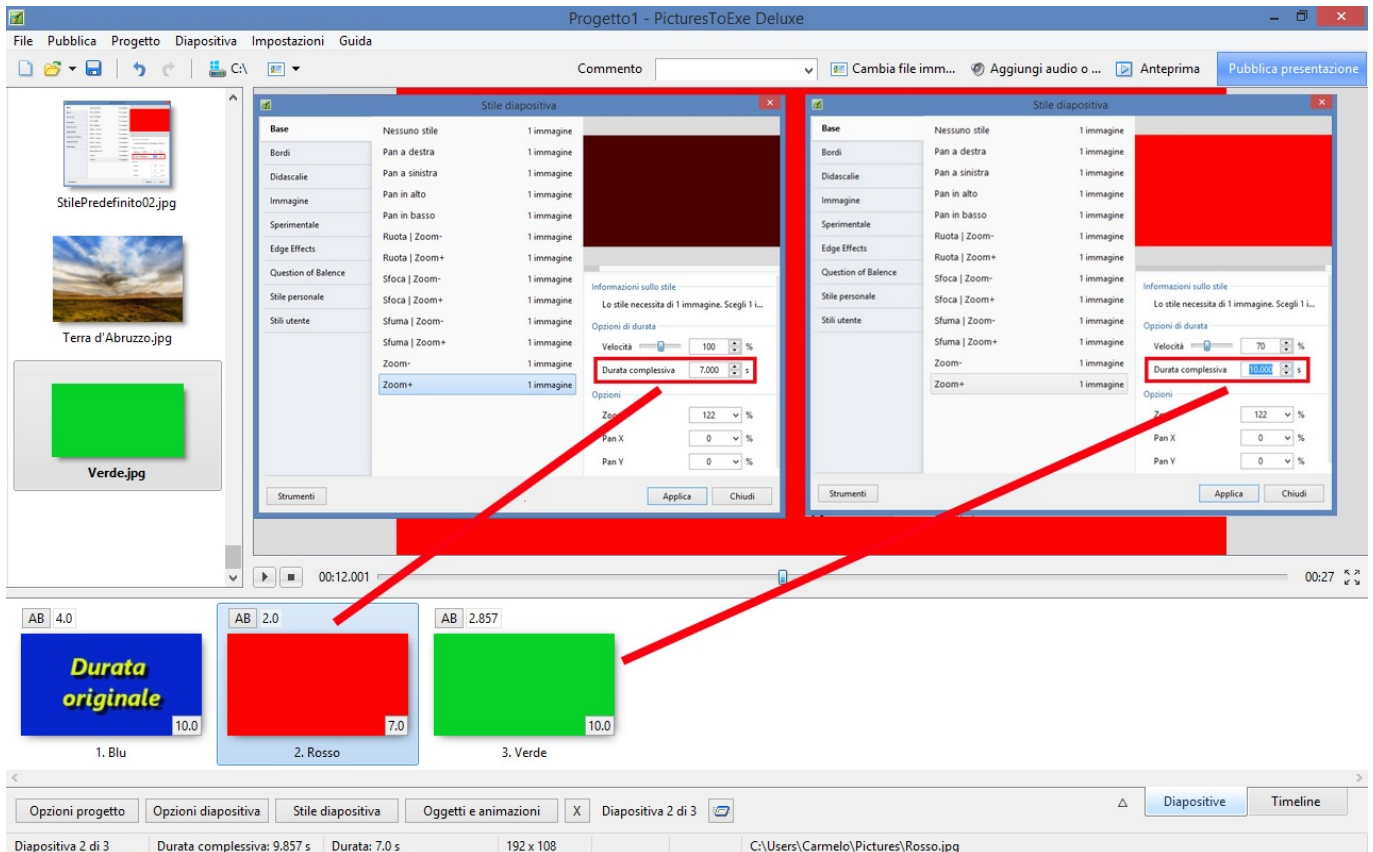 Progetto1 - PicturesToExe Deluxe
File Pubblica Progetto Diapositiva Impostazioni Guida
C:\ Commento Cambia file imm... Aggiungi audio o ... Anteprima Pubblica presentazione
StilePredefinito02.jpg
Terra d'Abruzzo.jpg
Verde.jpg
Stile diapositiva
Base
Bordi
Didascalie
Immagine
Sperimentale
Edge Effects
Question of Balence
Stile personale
Stili utente
Nessuno stile 1 immagine
Pan a destra 1 immagine
Pan a sinistra 1 immagine
Pan in alto 1 immagine
Pan in basso 1 immagine
Ruota | Zoom- 1 immagine
Ruota | Zoom+ 1 immagine
Sfoca | Zoom- 1 immagine
Sfoca | Zoom+ 1 immagine
Sfuma | Zoom- 1 immagine
Sfuma | Zoom+ 1 immagine
Zoom- 1 immagine
Zoom+ 1 immagine
Informazioni sullo stile
Lo stile necessita di 1 immagine. Scegli 1 i...
Opzioni di durata
Velocità 100 %
Durata complessiva 7.000 s
Opzioni
122 %
Pan X 0 %
Pan Y 0 %
Strumenti Applica Chiudi
Stile diapositiva
Base
Bordi
Didascalie
Immagine
Sperimentale
Edge Effects
Question of Balence
Stile personale
Stili utente
Nessuno stile 1 immagine
Pan a destra 1 immagine
Pan a sinistra 1 immagine
Pan in alto 1 immagine
Pan in basso 1 immagine
Ruota | Zoom- 1 immagine
Ruota | Zoom+ 1 immagine
Sfoca | Zoom- 1 immagine
Sfoca | Zoom+ 1 immagine
Sfuma | Zoom- 1 immagine
Sfuma | Zoom+ 1 immagine
Zoom- 1 immagine
Zoom+ 1 immagine
Informazioni sullo stile
Lo stile necessita di 1 immagine. Scegli 1 i...
Opzioni di durata
Velocità 70 %
Durata complessiva 10.000 s
Opzioni
122 %
Pan X 0 %
Pan Y 0 %
Strumenti Applica Chiudi
00:12.001 00:27
AB 4.0 AB 2.0 AB 2.857
Durata
originale
10.0 7.0 10.0
1. Blu 2. Rosso 3. Verde
Opzioni progetto Opzioni diapositiva Stile diapositiva Oggetti e animazioni X Diapositiva 2 di 3 Diapositive Timeline
Diapositiva 2 di 3 Durata complessiva: 9.857 s Durata: 7.0 s 192 x 108 C:\Users\Carmelo\Pictures\Rosso.jpg